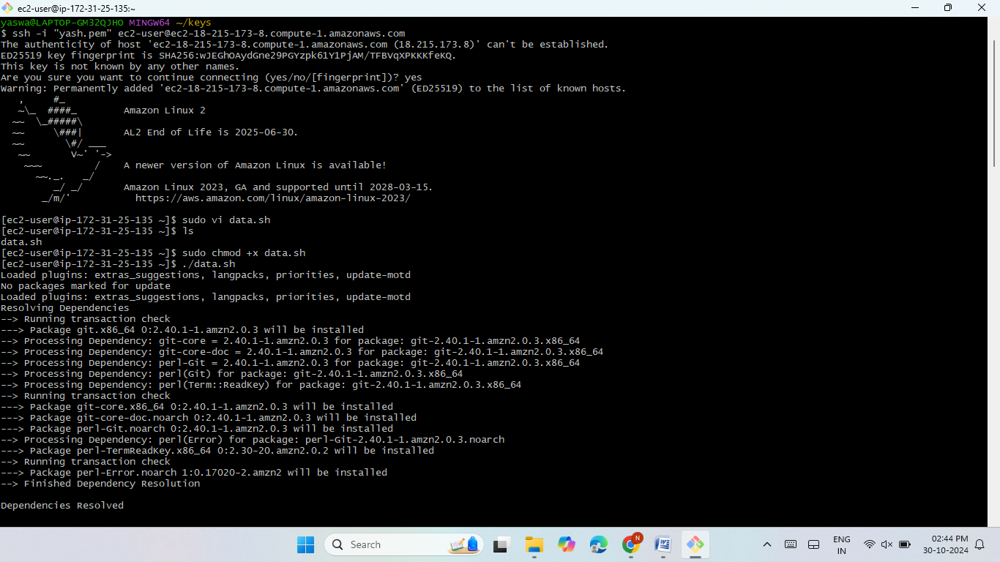 ec2-user@ip-172-31-25-135:~
yaswa@LAPTOP-GM32QJHO MINGW64 ~/keys
$ ssh -i "yash.pem" ec2-user@ec2-18-215-173-8.compute-1.amazonaws.com
The authenticity of host 'ec2-18-215-173-8.compute-1.amazonaws.com (18.215.173.8)' can't be established.
ED25519 key fingerprint is SHA256:wJEGhOAydGne29PGYzpk61Y1PjAM/TFBVqXPKKKfeKQ.
This key is not known by any other names.
Are you sure you want to continue connecting (yes/no/[fingerprint])? yes
Warning: Permanently added 'ec2-18-215-173-8.compute-1.amazonaws.com' (ED25519) to the list of known hosts.
   ,     #_
   ~\_  ####_        Amazon Linux 2
  ~~  \_#####\
  ~~     \###|       AL2 End of Life is 2025-06-30.
  ~~       \#/ ___
   ~~       V~' '->
    ~~~         /    A newer version of Amazon Linux is available!
      ~~._.   _/
         _/ _/       Amazon Linux 2023, GA and supported until 2028-03-15.
       _/m/'           https://aws.amazon.com/linux/amazon-linux-2023/
[ec2-user@ip-172-31-25-135 ~]$ sudo vi data.sh
[ec2-user@ip-172-31-25-135 ~]$ ls
data.sh
[ec2-user@ip-172-31-25-135 ~]$ sudo chmod +x data.sh
[ec2-user@ip-172-31-25-135 ~]$ ./data.sh
Loaded plugins: extras_suggestions, langpacks, priorities, update-motd
No packages marked for update
Loaded plugins: extras_suggestions, langpacks, priorities, update-motd
Resolving Dependencies
--> Running transaction check
---> Package git.x86_64 0:2.40.1-1.amzn2.0.3 will be installed
--> Processing Dependency: git-core = 2.40.1-1.amzn2.0.3 for package: git-2.40.1-1.amzn2.0.3.x86_64
--> Processing Dependency: git-core-doc = 2.40.1-1.amzn2.0.3 for package: git-2.40.1-1.amzn2.0.3.x86_64
--> Processing Dependency: perl-Git = 2.40.1-1.amzn2.0.3 for package: git-2.40.1-1.amzn2.0.3.x86_64
--> Processing Dependency: perl(Git) for package: git-2.40.1-1.amzn2.0.3.x86_64
--> Processing Dependency: perl(Term::ReadKey) for package: git-2.40.1-1.amzn2.0.3.x86_64
--> Running transaction check
---> Package git-core.x86_64 0:2.40.1-1.amzn2.0.3 will be installed
---> Package git-core-doc.noarch 0:2.40.1-1.amzn2.0.3 will be installed
---> Package perl-Git.noarch 0:2.40.1-1.amzn2.0.3 will be installed
--> Processing Dependency: perl(Error) for package: perl-Git-2.40.1-1.amzn2.0.3.noarch
---> Package perl-TermReadKey.x86_64 0:2.30-20.amzn2.0.2 will be installed
--> Running transaction check
---> Package perl-Error.noarch 1:0.17020-2.amzn2 will be installed
--> Finished Dependency Resolution
Dependencies Resolved
Search
N
ENG
IN
02:44 PM
30-10-2024